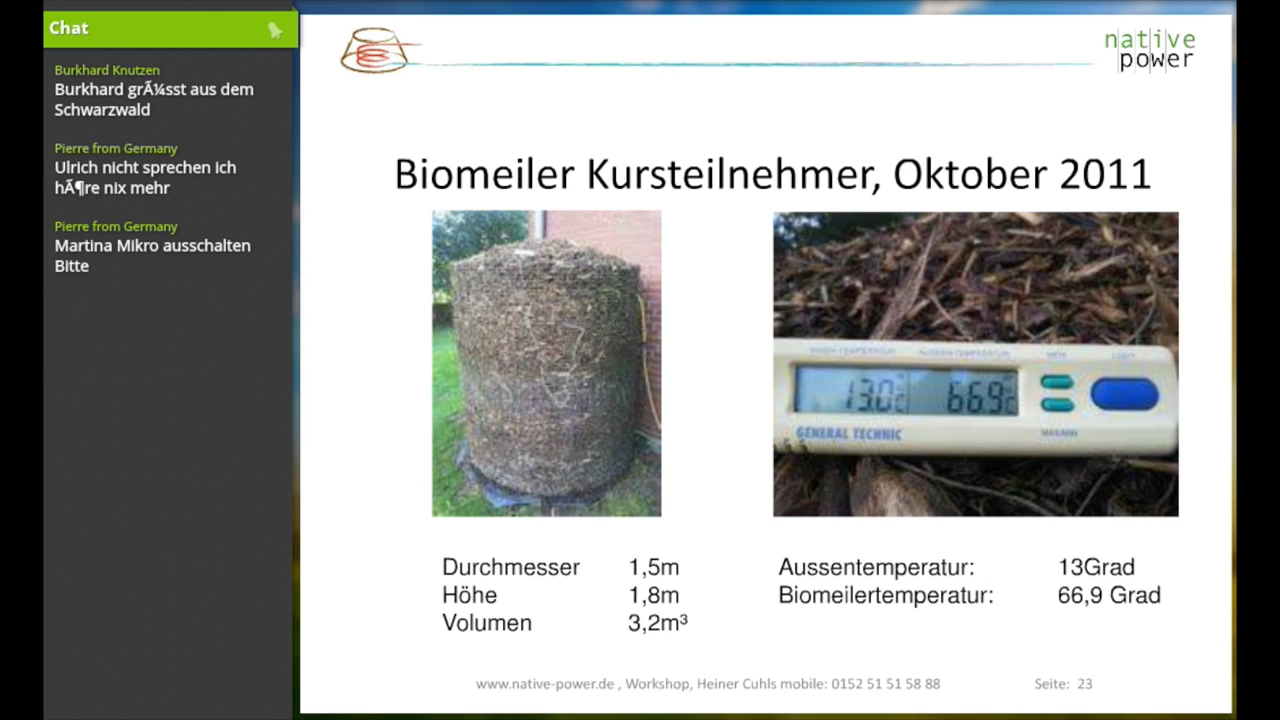 Chat
Burkhard Knutzen
Burkhard grÃ¼sst aus dem
Schwarzwald
Pierre from Germany
Ulrich nicht sprechen ich
hÃ¶re nix mehr
Pierre from Germany
Martina Mikro ausschalten
Bitte
native
power
Biomeiler Kursteilnehmer, Oktober 2011
13.0 66.9
GENERAL TECHNIC
Durchmesser 1,5m
Höhe 1,8m
Volumen 3,2m³
Aussentemperatur: 13Grad
Biomeilertemperatur: 66,9 Grad
www.native-power.de , Workshop, Heiner Cuhls mobile: 0152 51 51 58 88 Seite: 23